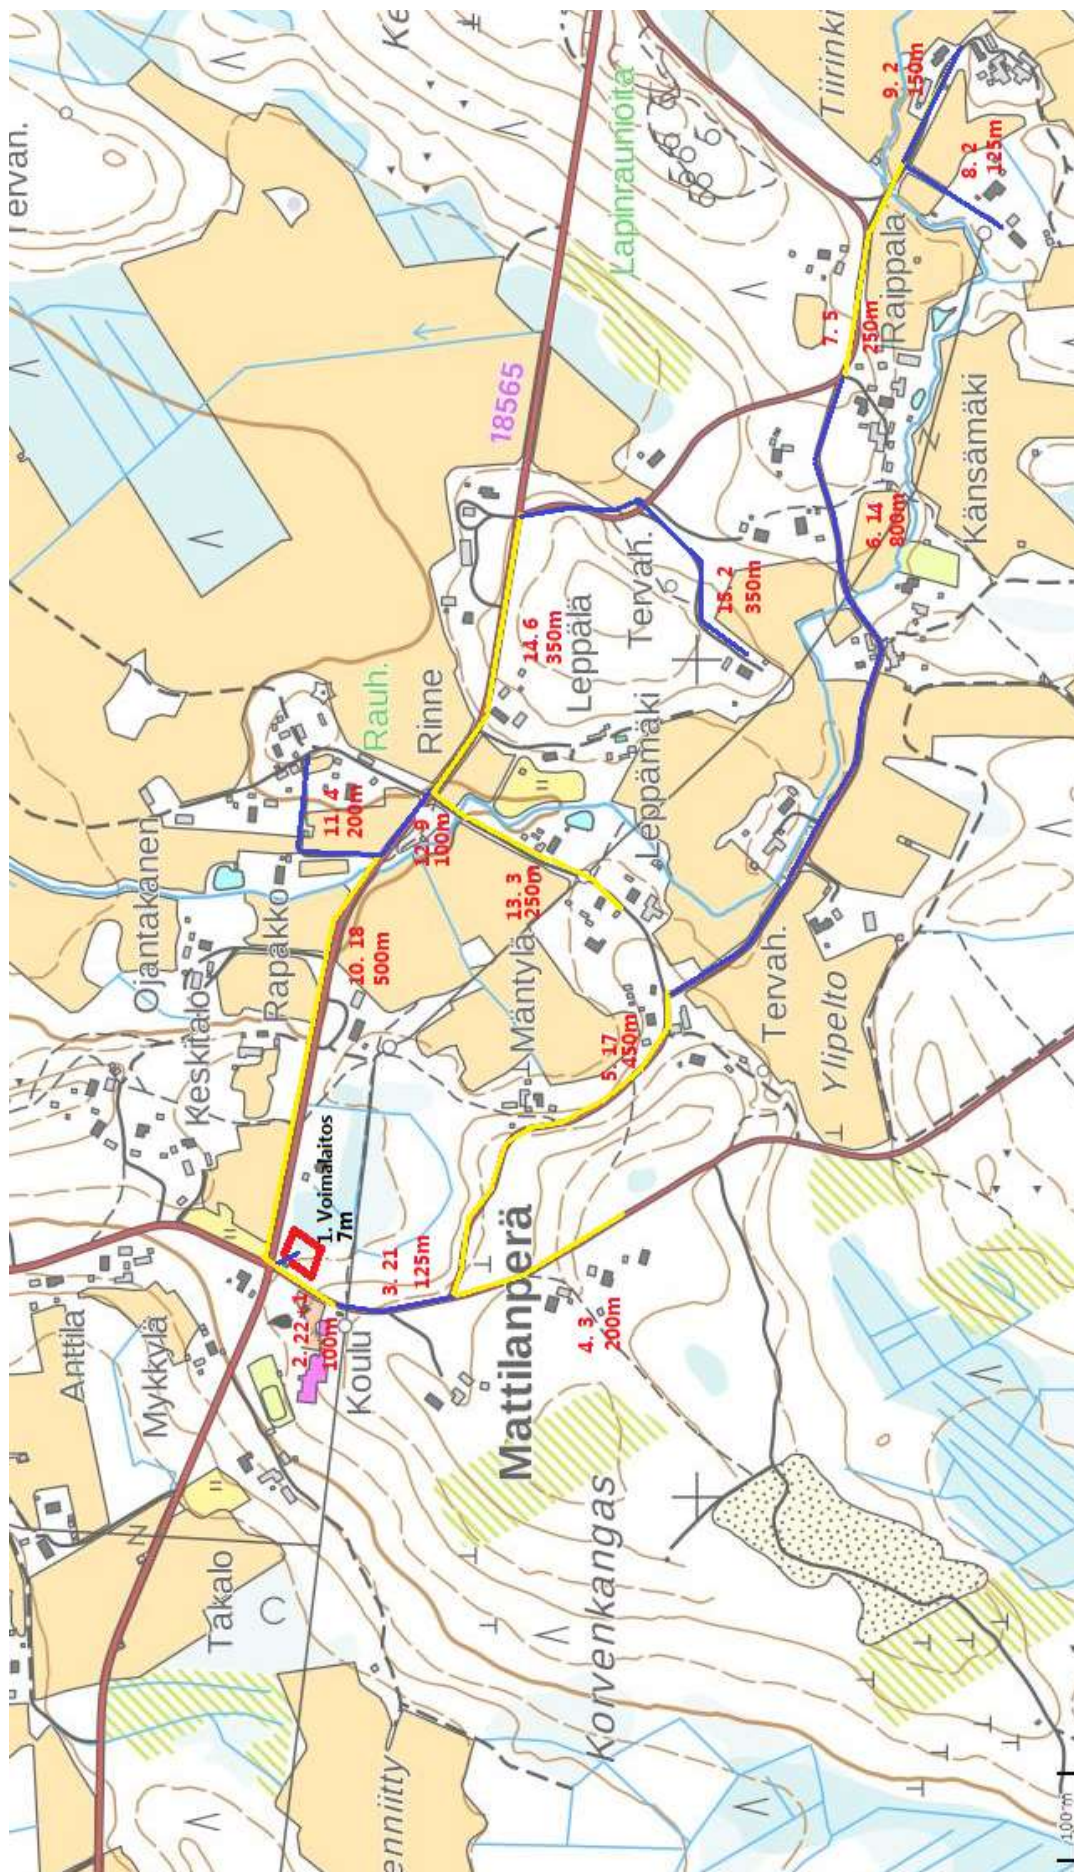 Tervah.
Ke
Tiirinki
9. 2
150m
8. 2
125m
Lapinraunioita
18565
7. 5
250m
Raippala
Känsämäki
6. 14
800m
Tervah.
15. 2
350m
Leppälä
14. 6
350m
Rinne
Rauh.
Leppämäki
11. 4
200m
12. 9
100m
13. 3
250m
Ojantakanen
Rapakko
Keskitalo
10. 18
500m
Mäntylä
5. 17
450m
Tervah.
Ylipelto
1. Voimalaitos
7m
3. 21
125m
2. 22 +1
100m
4. 3
200m
Koulu
Mattilanperä
Anttila
Mykkylä
Takalo
Korvenkangas
enniitty
100 m